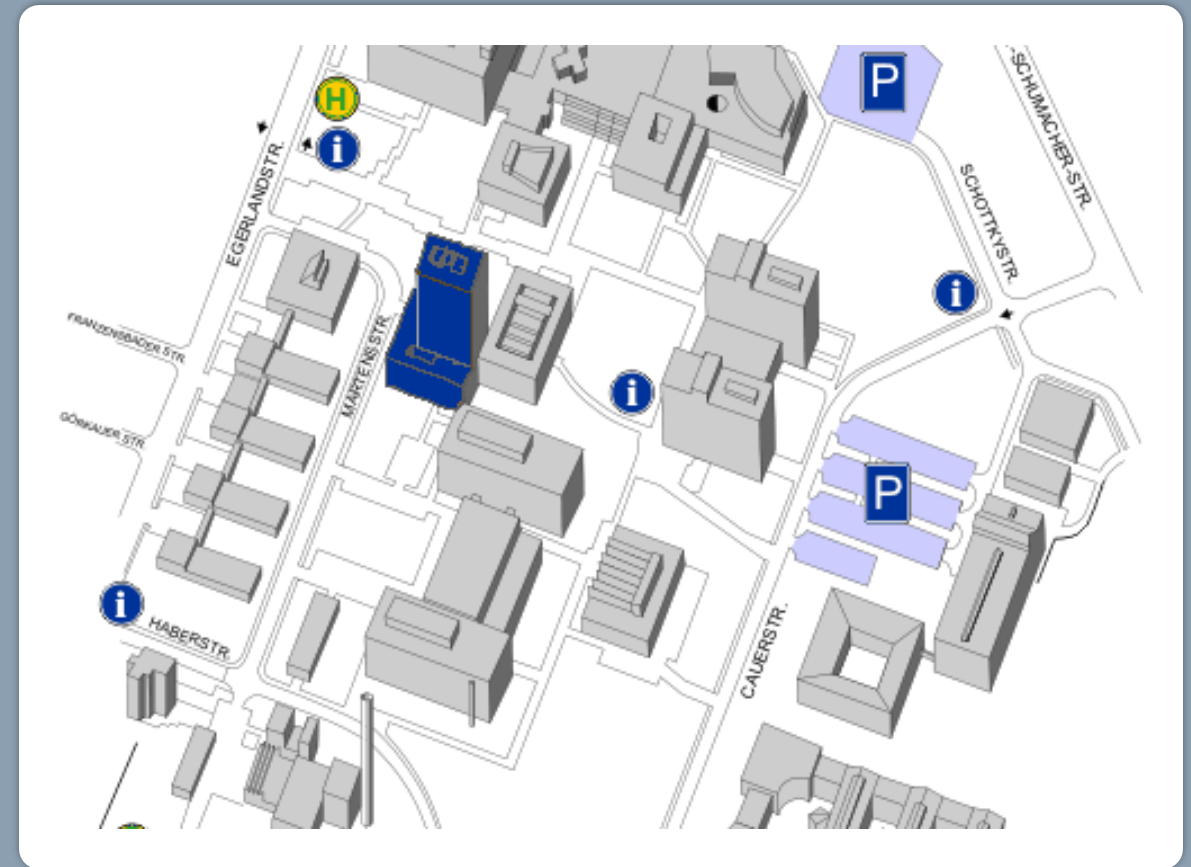 P
-SCHUMACHER-STR.
H
i
EGERLANDSTR.
SCHOTTKYSTR.
i
FRANZENSBADER STR.
MARTENSSTR.
i
GÖRKAUER STR.
P
i
HABERSTR.
CAUERSTR.